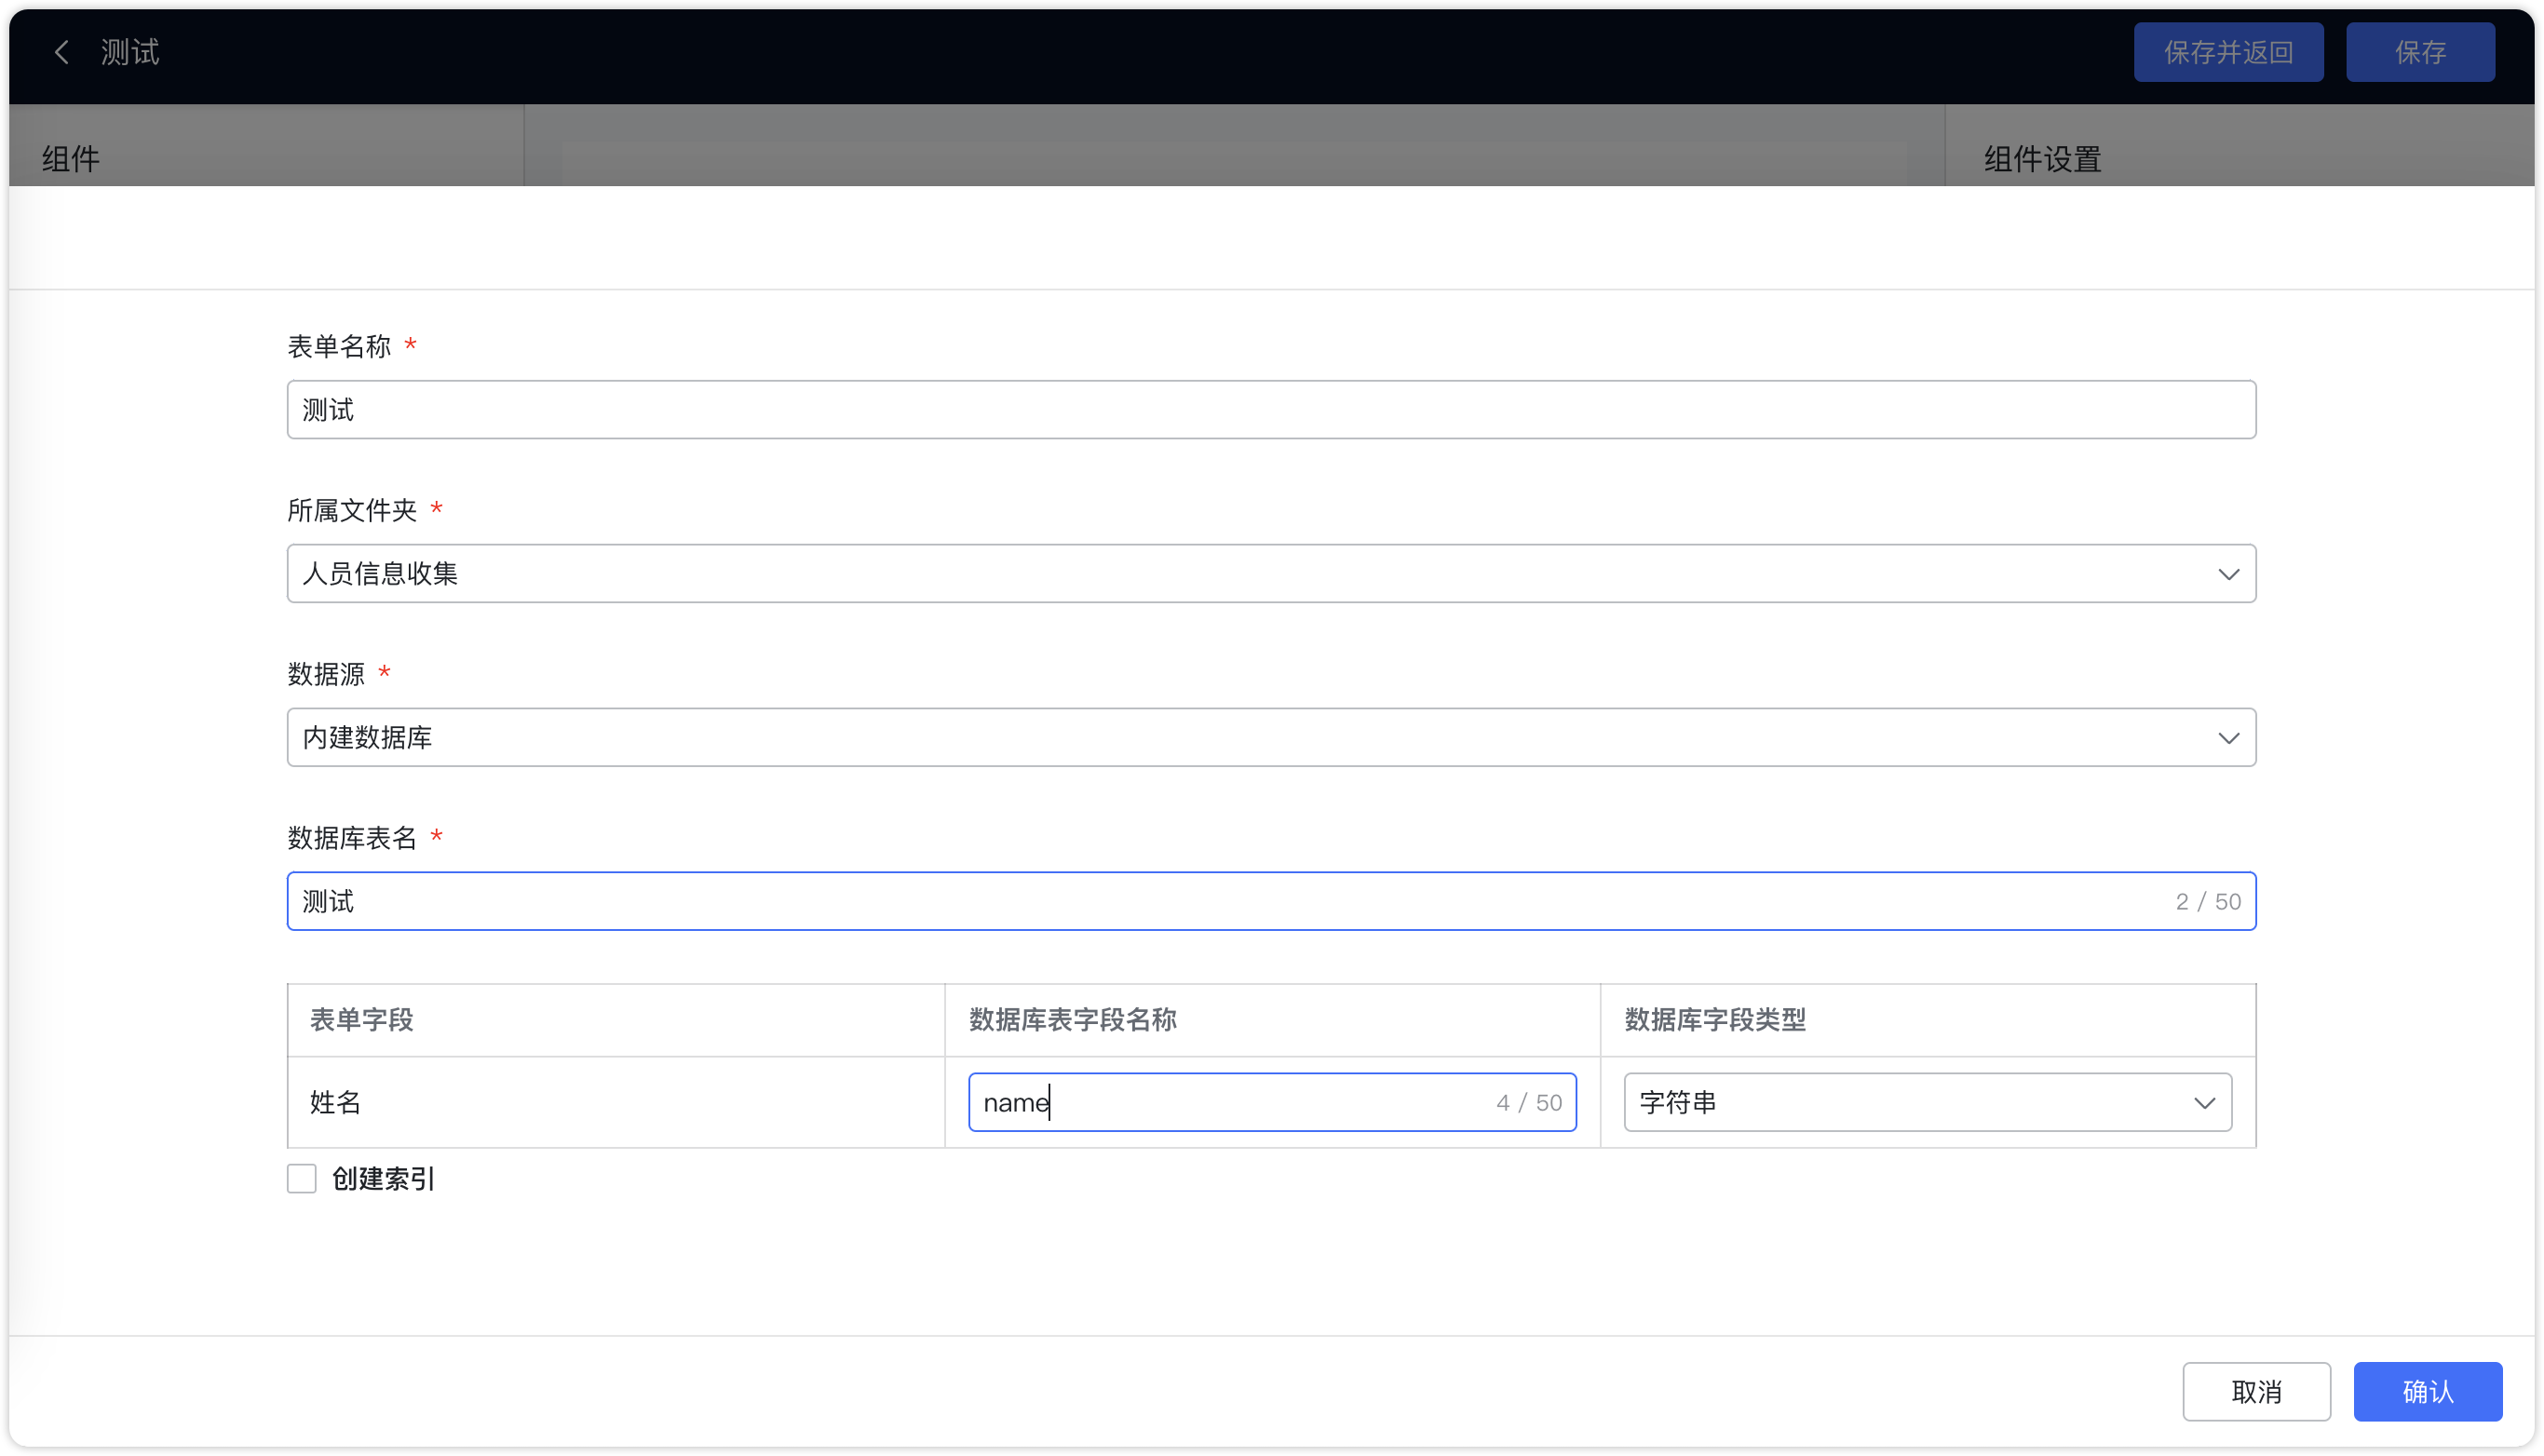 测试
保存并返回
保存
组件
组件设置
表单名称 *
测试
所属文件夹 *
人员信息收集
数据源 *
内建数据库
数据库表名 *
测试
2 / 50
表单字段
数据库表字段名称
数据库字段类型
姓名
name
4 / 50
字符串
创建索引
取消
确认